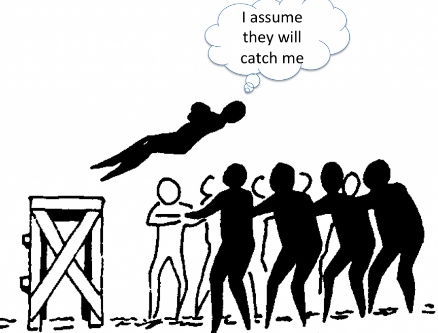 I assume
they will
catch me